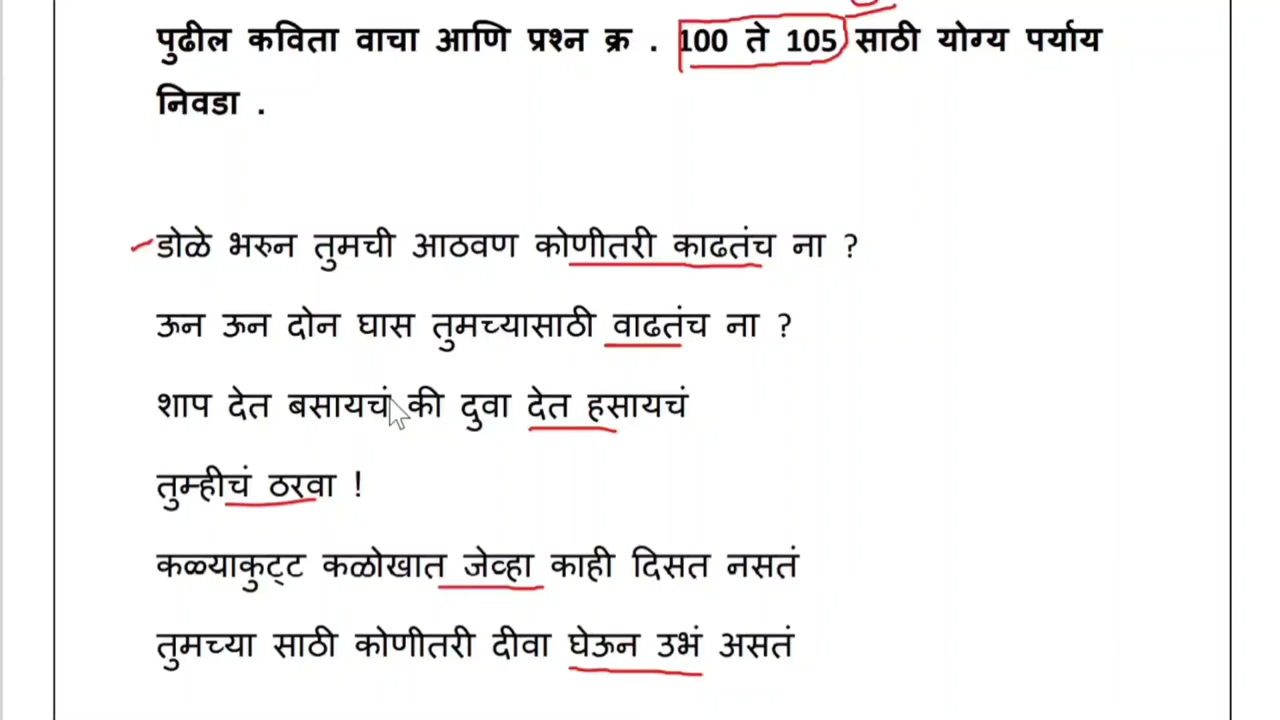 पुढील कविता वाचा आणि प्रश्न क्र . 100 ते 105 साठी योग्य पर्याय
निवडा .
डोळे भरुन तुमची आठवण कोणीतरी काढतंच ना ?
ऊन ऊन दोन घास तुमच्यासाठी वाढतंच ना ?
शाप देत बसायचं की दुवा देत हसायचं
तुम्हीचं ठरवा !
काळ्याकुट्ट कळोखात जेव्हा काही दिसत नसतं
तुमच्या साठी कोणीतरी दीवा घेऊन उभं असतं